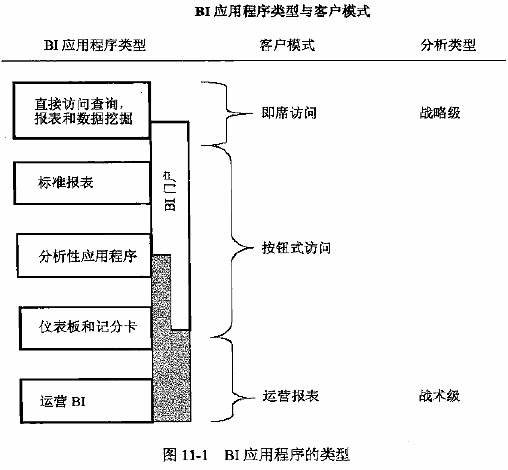 BI 应用程序类型与客户模式
BI 应用程序类型 客户模式 分析类型
直接访问查询，
报表和数据挖掘
即席访问 战略级
标准报表
BI 门户
分析性应用程序 按钮式访问
仪表板和记分卡
运营 BI 运营报表 战术级
图 11-1 BI 应用程序的类型